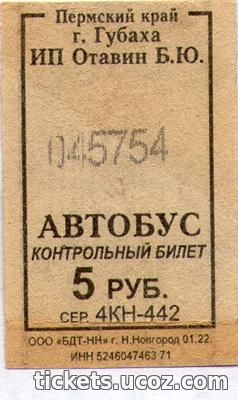 Пермский край
г. Губаха
ИП Отавин Б.Ю.
045754
АВТОБУС
КОНТРОЛЬНЫЙ БИЛЕТ
5 РУБ.
СЕР. 4КН-442
ООО «БДТ-НН» г. Н.Новгород 01.22.
ИНН 5246047463 71
tickets.ucoz.com